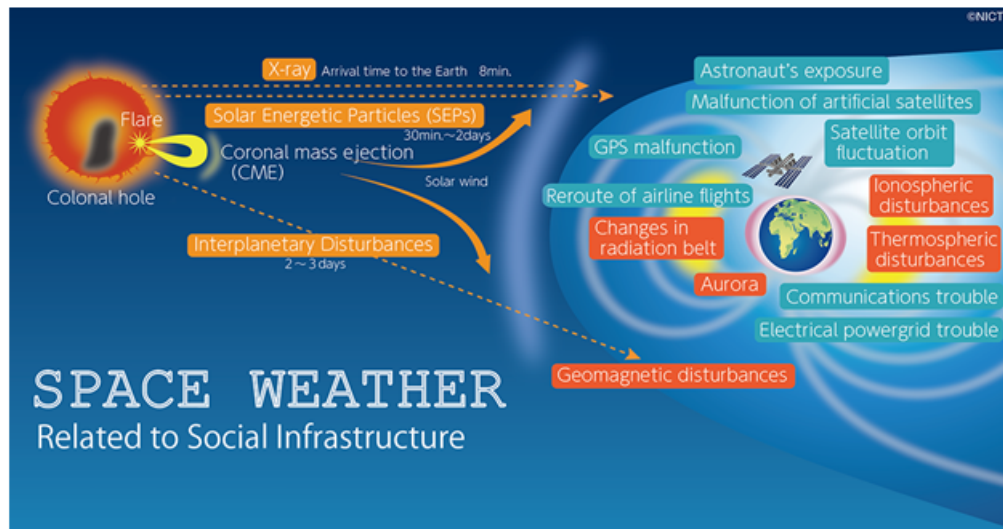 ©NICT
X-ray Arrival time to the Earth 8min.
Solar Energetic Particles (SEPs)
30min.～2days
Flare
Coronal mass ejection
(CME)
Solar wind
Colonal hole
Interplanetary Disturbances
2～3days
Astronaut's exposure
Malfunction of artificial satellites
GPS malfunction
Satellite orbit
fluctuation
Reroute of airline flights
Ionospheric
disturbances
Changes in
radiation belt
Thermospheric
disturbances
Aurora
Communications trouble
Electrical powergrid trouble
Geomagnetic disturbances
SPACE WEATHER
Related to Social Infrastructure